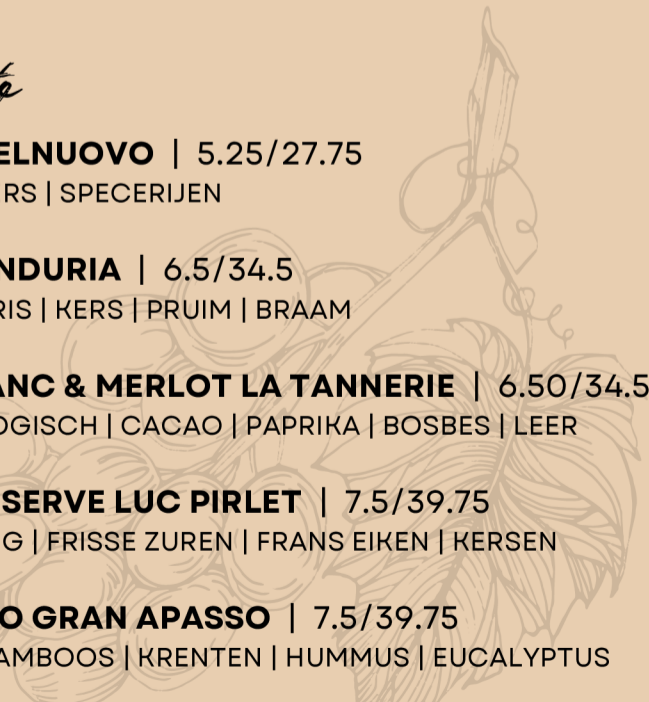 ELNUOVO | 5.25/27.75
RS | SPECERIJEN
NDURIA | 6.5/34.5
RIS | KERS | PRUIM | BRAAM
ANC & MERLOT LA TANNERIE | 6.50/34.5
OGISCH | CACAO | PAPRIKA | BOSBES | LEER
SERVE LUC PIRLET | 7.5/39.75
G | FRISSE ZUREN | FRANS EIKEN | KERSEN
O GRAN APASSO | 7.5/39.75
AMBOOS | KRENTEN | HUMMUS | EUCALYPTUS